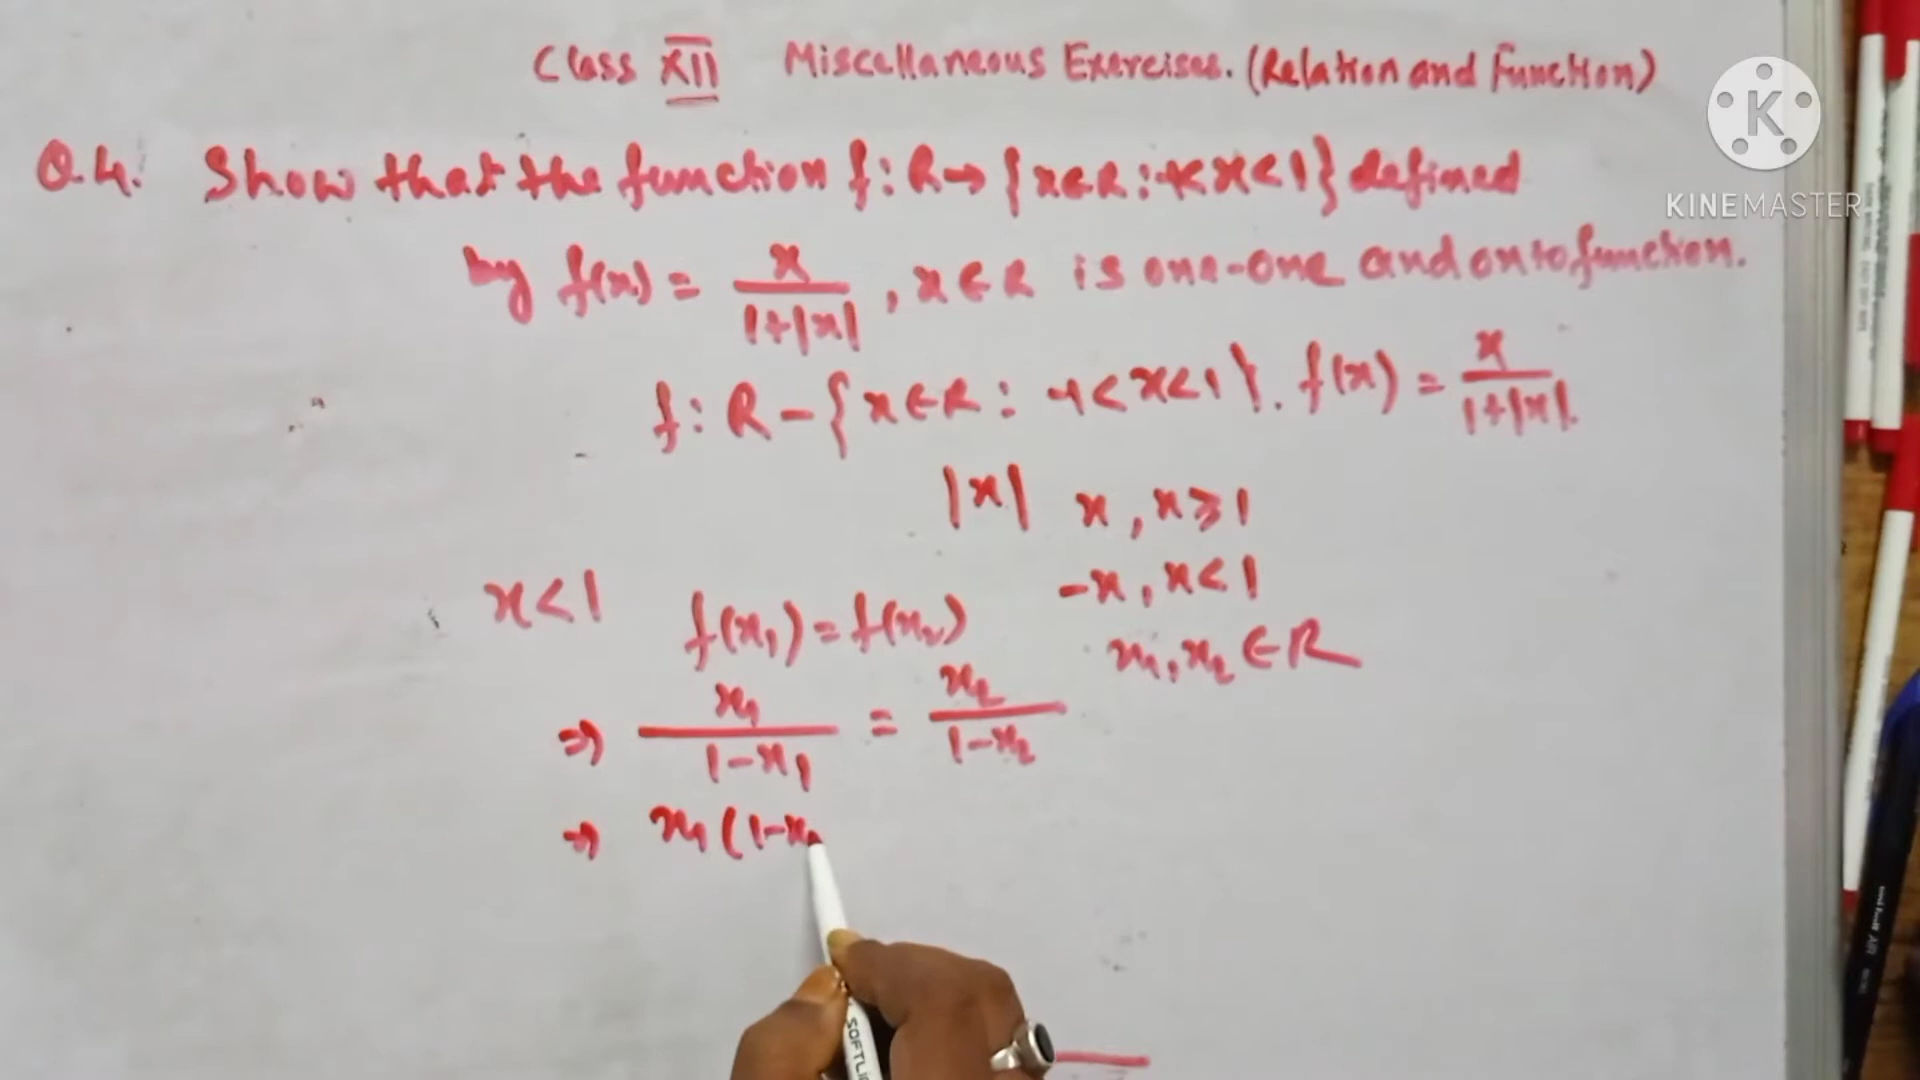 Class XII Miscellaneous Exercises. (Relation and Function)
K
KINEMASTER
Q.4. Show that the function f : R → {x ∈ R : -1 < x < 1} defined
by f(x) = x / 1+|x| , x ∈ R is one-one and onto function.
f : R - {x ∈ R : -1 < x < 1}. f(x) = x / 1+|x|.
|x| x , x ≥ 1
-x , x < 1
x < 1 f(x₁) = f(x₂)
x₁, x₂ ∈ R
⇒ x₁ / 1-x₁ = x₂ / 1-x₂
⇒ x₁ (1-x